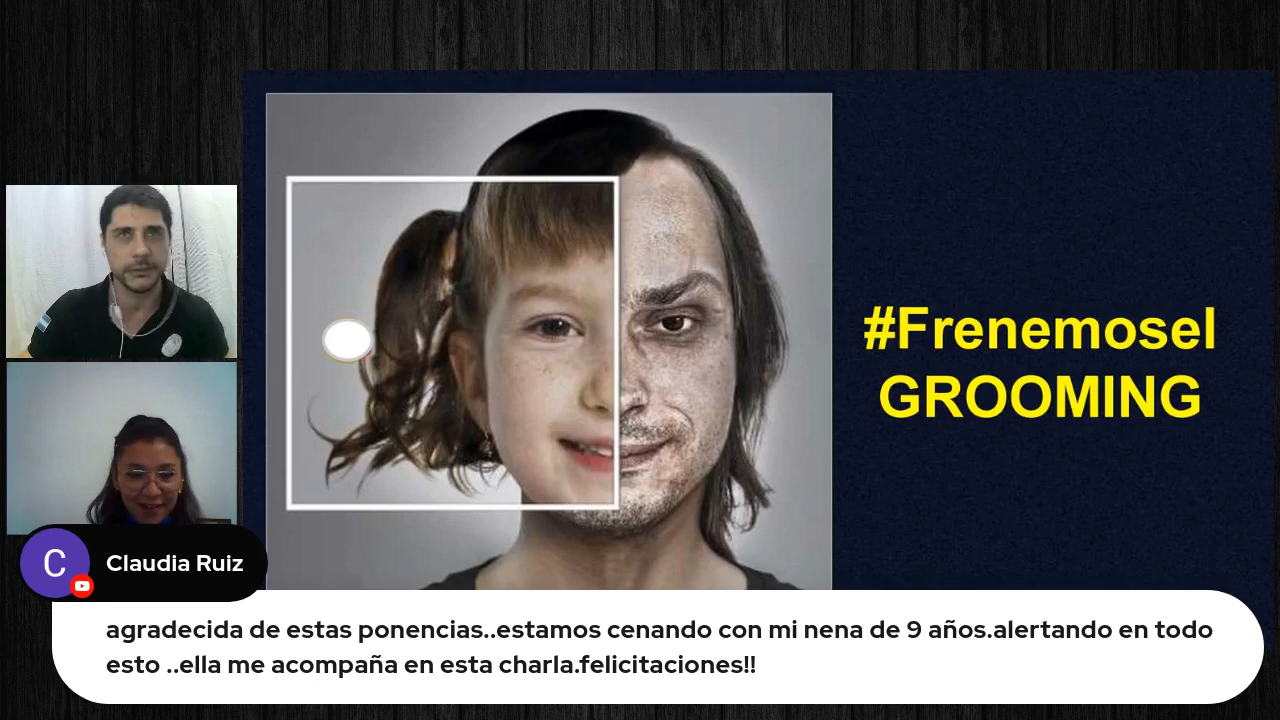 #Frenemosel
GROOMING
C
Claudia Ruiz
agradecida de estas ponencias..estamos cenando con mi nena de 9 años.alertando en todo
esto ..ella me acompaña en esta charla.felicitaciones!!